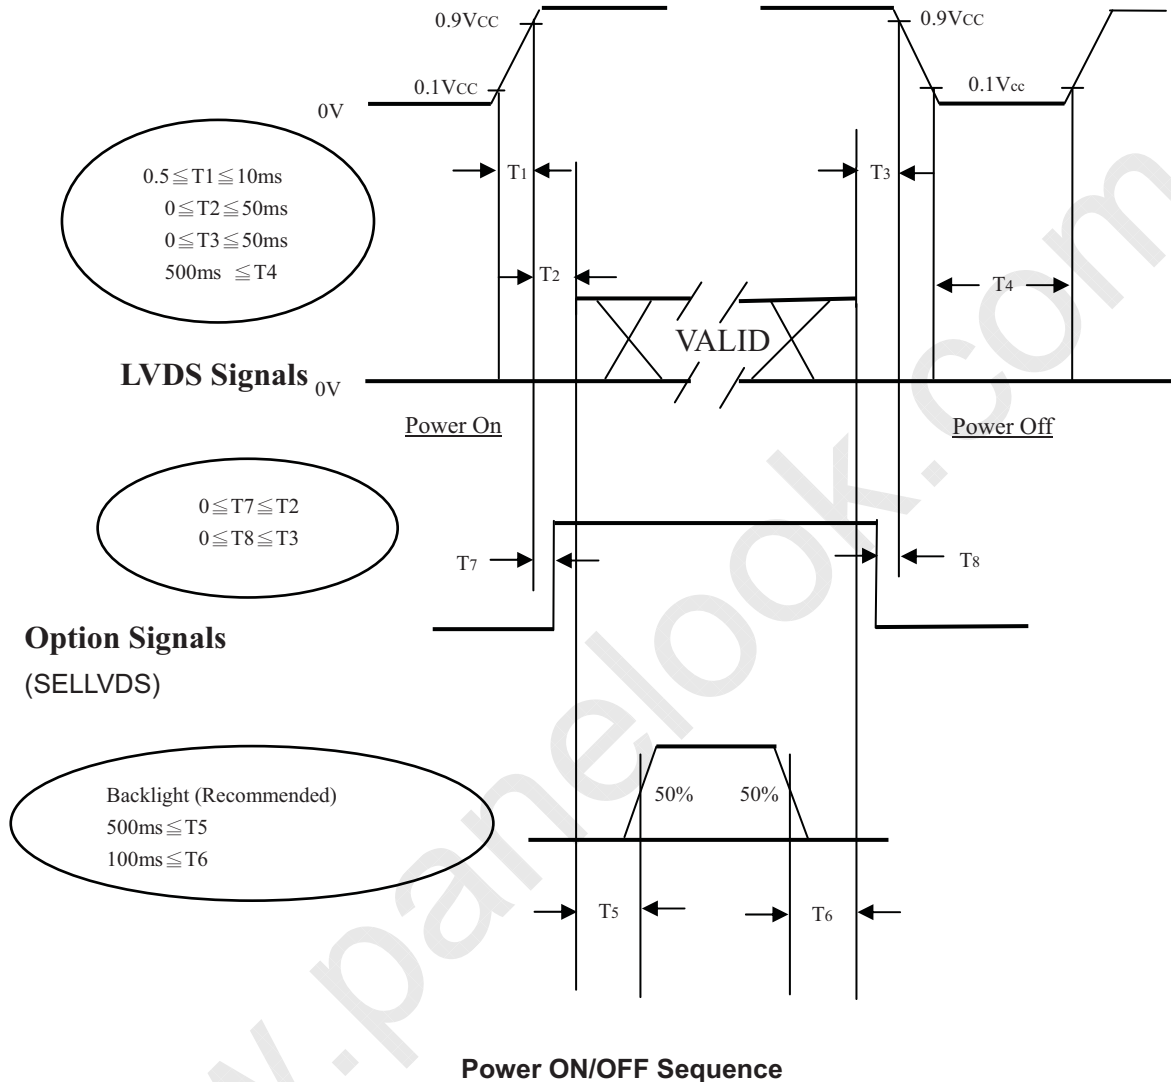 0.9VCC
0.9VCC
0.1VCC
0.1Vcc
0V
T1
T3
0.5≦T1≦10ms
0≦T2≦50ms
0≦T3≦50ms
500ms ≦T4
T2
T4
VALID
LVDS Signals 0V
Power On
Power Off
0≦T7≦T2
0≦T8≦T3
T7
T8
Option Signals
(SELLVDS)
Backlight (Recommended)
500ms≦T5
100ms≦T6
50%
50%
T5
T6
Power ON/OFF Sequence
www.panelook.com